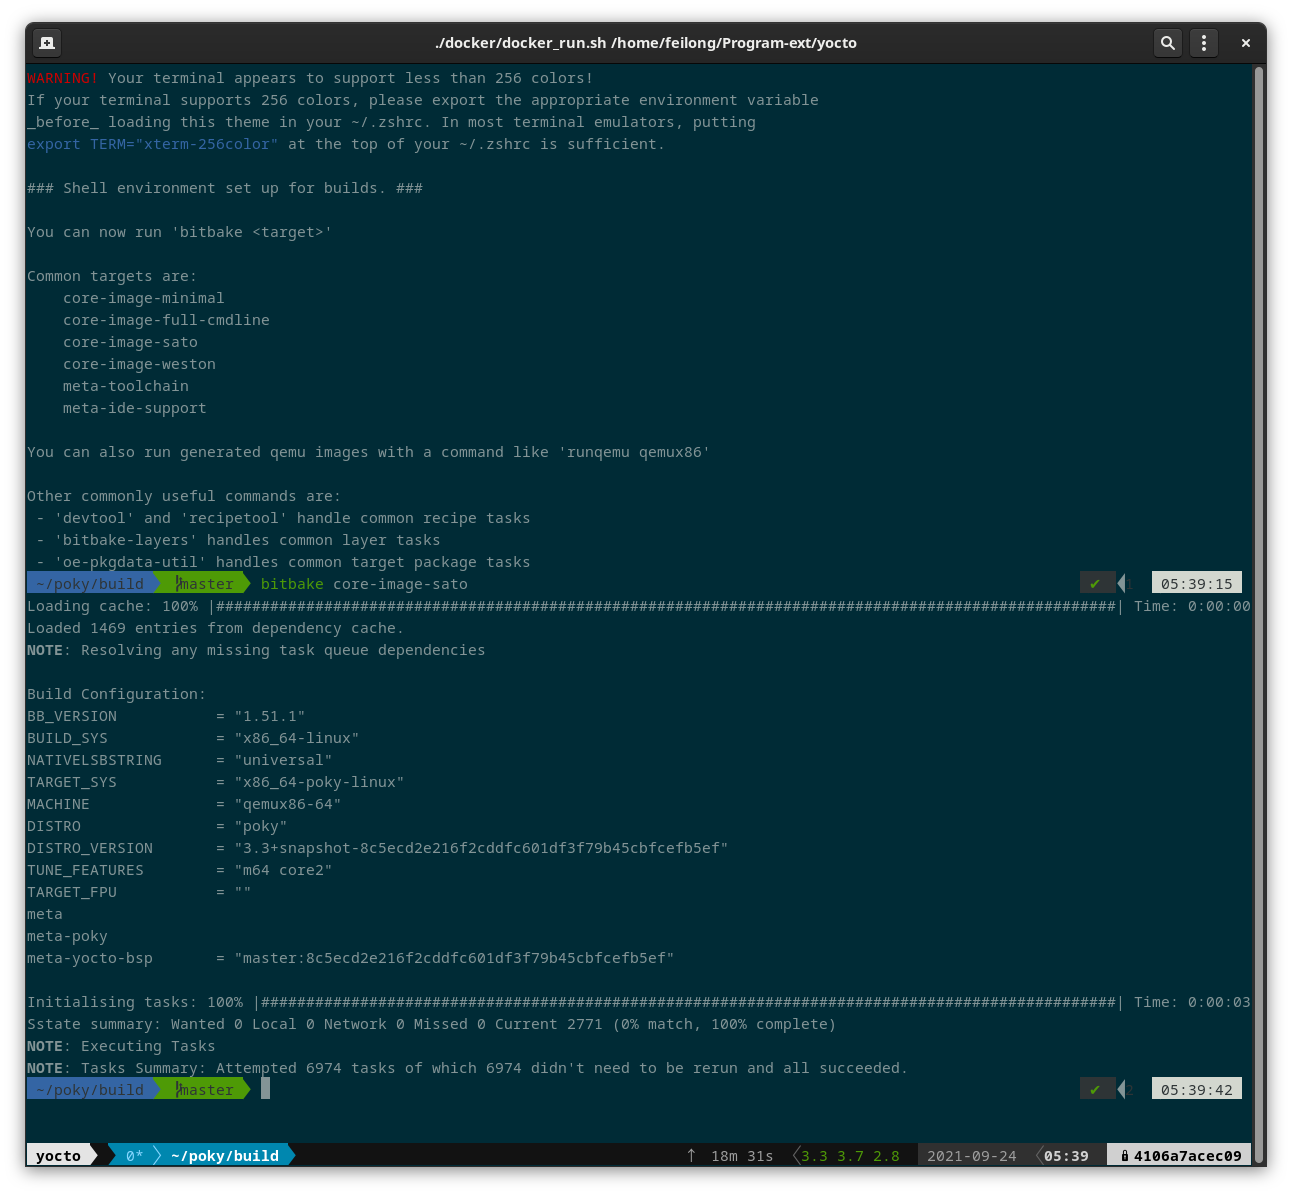 ./docker/docker_run.sh /home/feilong/Program-ext/yocto
WARNING! Your terminal appears to support less than 256 colors!
If your terminal supports 256 colors, please export the appropriate environment variable
_before_ loading this theme in your ~/.zshrc. In most terminal emulators, putting
export TERM="xterm-256color" at the top of your ~/.zshrc is sufficient.
### Shell environment set up for builds. ###
You can now run 'bitbake <target>'
Common targets are:
    core-image-minimal
    core-image-full-cmdline
    core-image-sato
    core-image-weston
    meta-toolchain
    meta-ide-support
You can also run generated qemu images with a command like 'runqemu qemux86'
Other commonly useful commands are:
 - 'devtool' and 'recipetool' handle common recipe tasks
 - 'bitbake-layers' handles common layer tasks
 - 'oe-pkgdata-util' handles common target package tasks
~/poky/build master bitbake core-image-sato ✔ 1 05:39:15
Loading cache: 100% |####################################################################################################| Time: 0:00:00
Loaded 1469 entries from dependency cache.
NOTE: Resolving any missing task queue dependencies
Build Configuration:
BB_VERSION           = "1.51.1"
BUILD_SYS            = "x86_64-linux"
NATIVELSBSTRING      = "universal"
TARGET_SYS           = "x86_64-poky-linux"
MACHINE              = "qemux86-64"
DISTRO               = "poky"
DISTRO_VERSION       = "3.3+snapshot-8c5ecd2e216f2cddfc601df3f79b45cbfcefb5ef"
TUNE_FEATURES        = "m64 core2"
TARGET_FPU           = ""
meta
meta-poky
meta-yocto-bsp       = "master:8c5ecd2e216f2cddfc601df3f79b45cbfcefb5ef"
Initialising tasks: 100% |###############################################################################################| Time: 0:00:03
Sstate summary: Wanted 0 Local 0 Network 0 Missed 0 Current 2771 (0% match, 100% complete)
NOTE: Executing Tasks
NOTE: Tasks Summary: Attempted 6974 tasks of which 6974 didn't need to be rerun and all succeeded.
~/poky/build master ✔ 2 05:39:42
yocto 0* ~/poky/build ↑ 18m 31s 3.3 3.7 2.8 2021-09-24 05:39 4106a7acec09